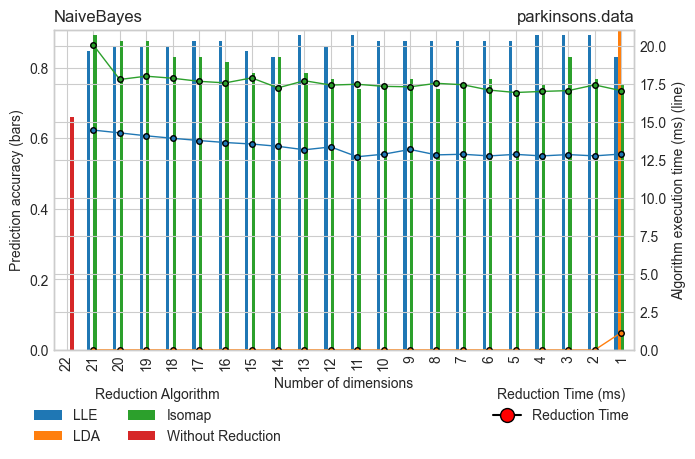 NaiveBayes
parkinsons.data
Prediction accuracy (bars)
0.8
0.6
0.4
0.2
0.0
20.0
17.5
15.0
12.5
10.0
7.5
5.0
2.5
0.0
Algorithm execution time (ms) (line)
22 21 20 19 18 17 16 15 14 13 12 11 10 9 8 7 6 5 4 3 2 1
Number of dimensions
Reduction Algorithm
LLE
LDA
Isomap
Without Reduction
Reduction Time (ms)
Reduction Time